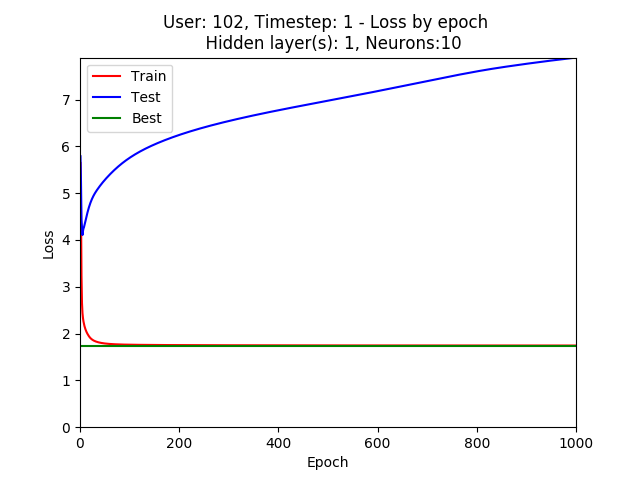 User: 102, Timestep: 1 - Loss by epoch
Hidden layer(s): 1, Neurons:10
Train
Test
Best
7
6
5
4
3
2
1
0
Loss
0
200
400
600
800
1000
Epoch